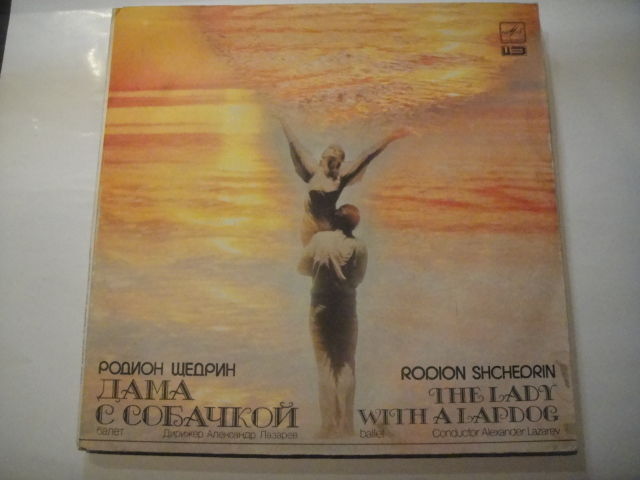 РОДИОН ЩЕДРИН
ДАМА
С СОБАЧКОЙ
балет Дирижер Александр Лазарев
RODION SHCHEDRIN
THE LADY
WITH A LAPDOG
ballet Conductor Alexander Lazarev